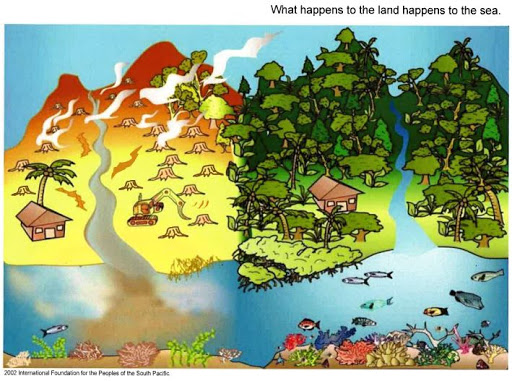 What happens to the land happens to the sea.
2002 International Foundation for the Peoples of the South Pacific